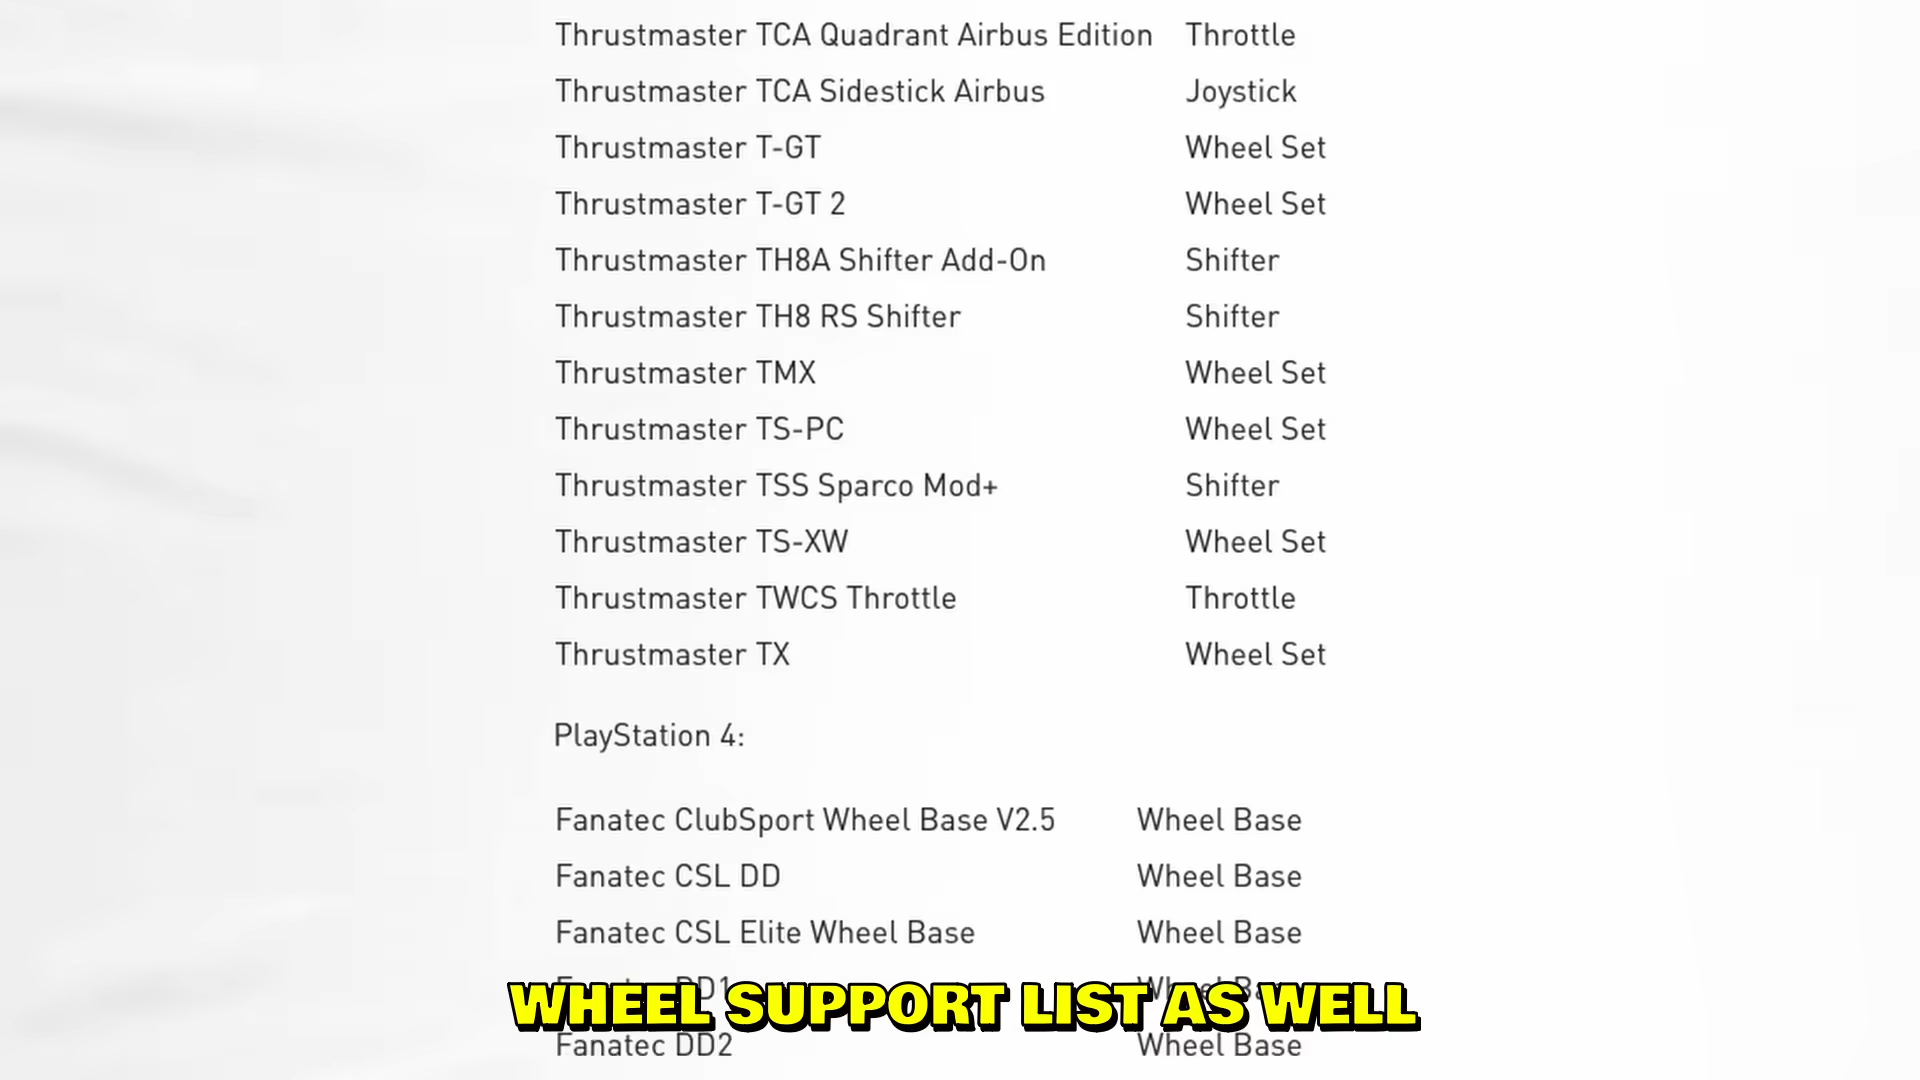 Thrustmaster TCA Quadrant Airbus Edition Throttle
Thrustmaster TCA Sidestick Airbus Joystick
Thrustmaster T-GT Wheel Set
Thrustmaster T-GT 2 Wheel Set
Thrustmaster TH8A Shifter Add-On Shifter
Thrustmaster TH8 RS Shifter Shifter
Thrustmaster TMX Wheel Set
Thrustmaster TS-PC Wheel Set
Thrustmaster TSS Sparco Mod+ Shifter
Thrustmaster TS-XW Wheel Set
Thrustmaster TWCS Throttle Throttle
Thrustmaster TX Wheel Set
PlayStation 4:
Fanatec ClubSport Wheel Base V2.5 Wheel Base
Fanatec CSL DD Wheel Base
Fanatec CSL Elite Wheel Base Wheel Base
WHEEL SUPPORT LIST AS WELL
Fanatec DD2 Wheel Base